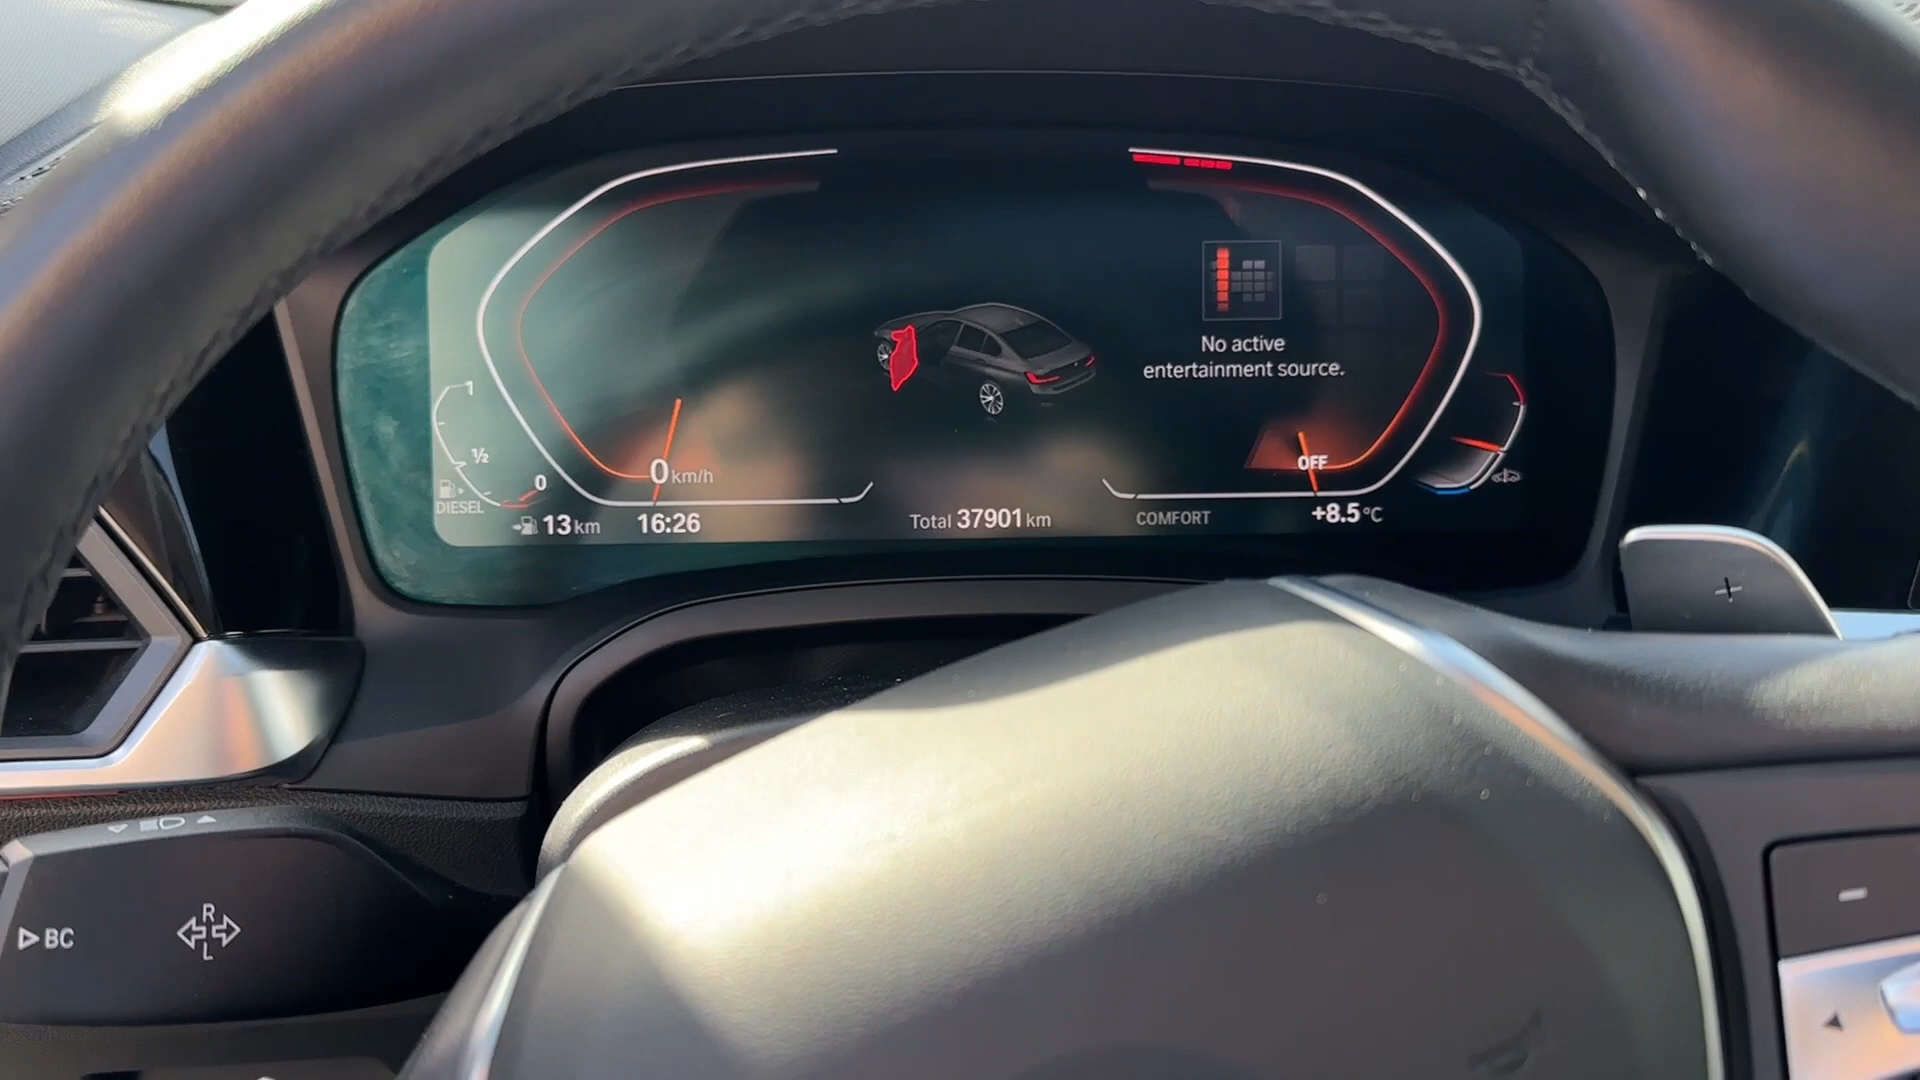 No active
entertainment source.
1
1/2
0
DIESEL
0 km/h
OFF
13 km
16:26
Total 37901 km
COMFORT
+8.5 °C
+
BC
R
L
−